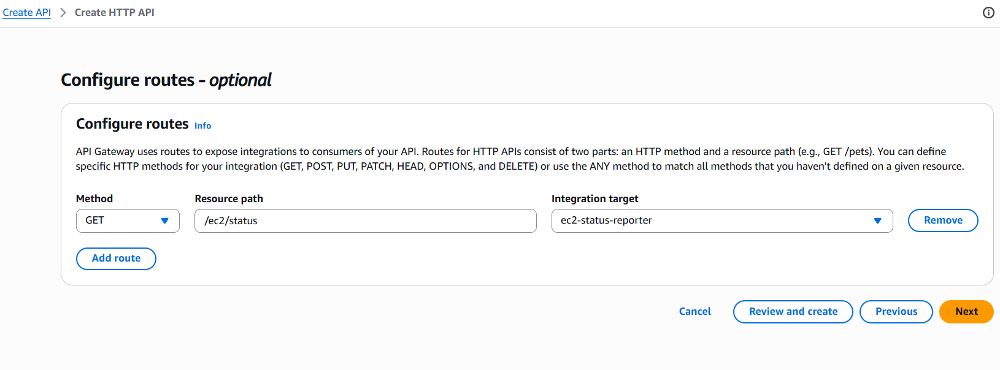 Create API > Create HTTP API
Configure routes - optional
Configure routes Info
API Gateway uses routes to expose integrations to consumers of your API. Routes for HTTP APIs consist of two parts: an HTTP method and a resource path (e.g., GET /pets). You can define
specific HTTP methods for your integration (GET, POST, PUT, PATCH, HEAD, OPTIONS, and DELETE) or use the ANY method to match all methods that you haven't defined on a given resource.
Method Resource path Integration target
GET /ec2/status ec2-status-reporter Remove
Add route
Cancel Review and create Previous Next